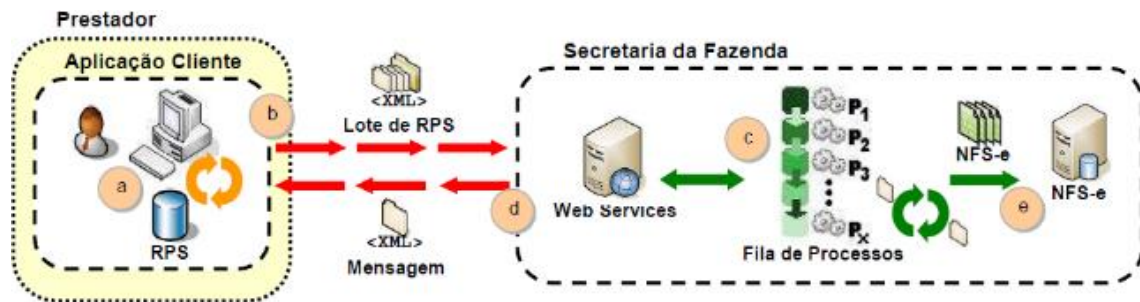 Prestador
Aplicação Cliente
a
RPS
b
<XML>
Lote de RPS
<XML>
Mensagem
Secretaria da Fazenda
d
Web Services
c
P1
P2
P3
Px
Fila de Processos
NFS-e
e
NFS-e